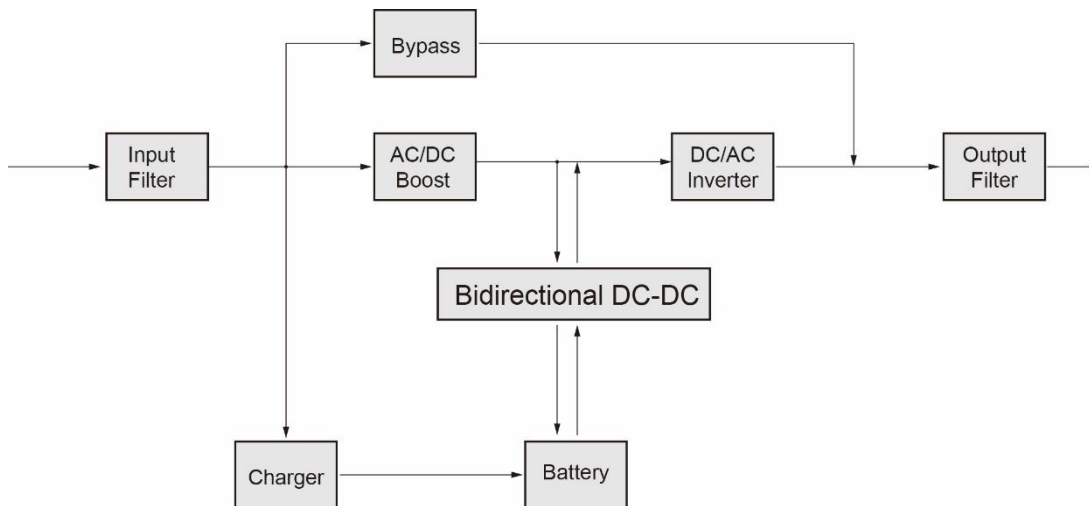 Bypass
Input
Filter
AC/DC
Boost
DC/AC
Inverter
Output
Filter
Bidirectional DC-DC
Charger
Battery